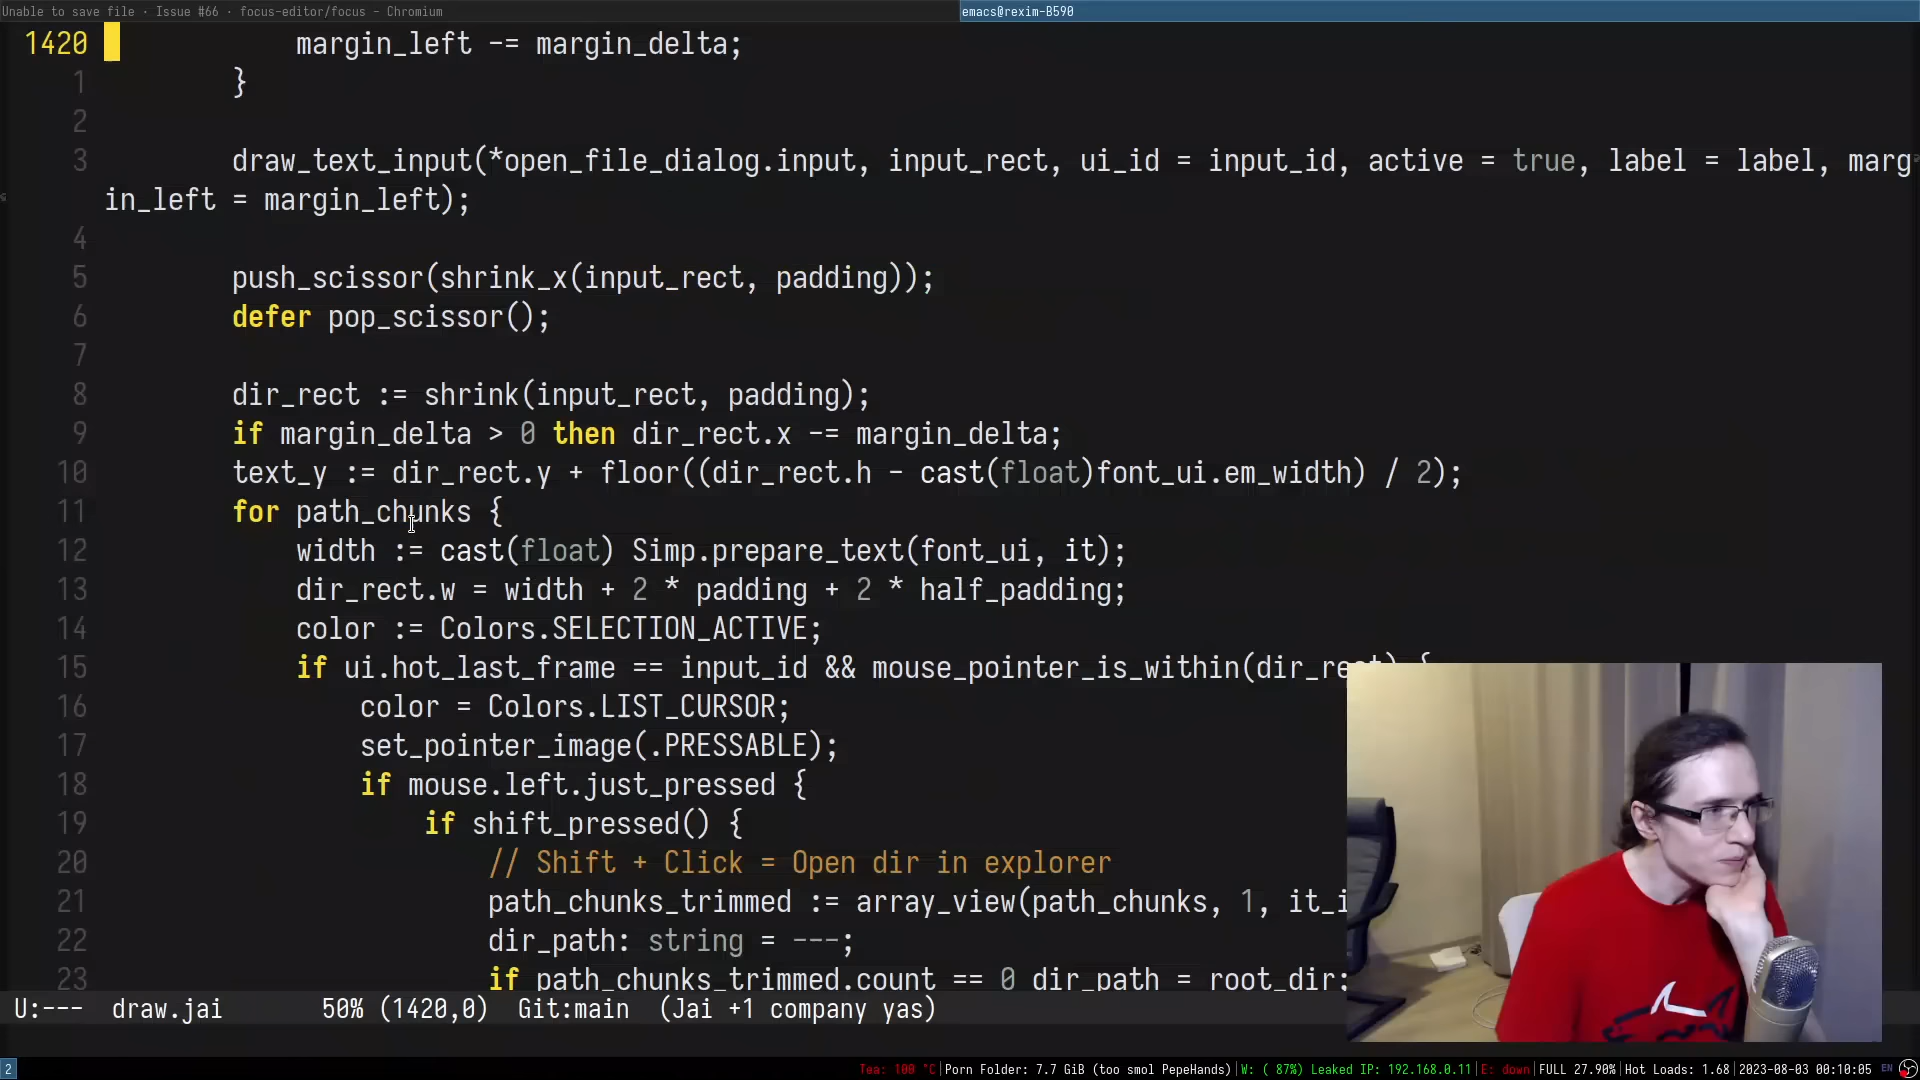 Unable to save file · Issue #66 · focus-editor/focus - Chromium
emacs@rexim-B590
1420 margin_left -= margin_delta;
1 }
2
3 draw_text_input(*open_file_dialog.input, input_rect, ui_id = input_id, active = true, label = label, marg
in_left = margin_left);
4
5 push_scissor(shrink_x(input_rect, padding));
6 defer pop_scissor();
7
8 dir_rect := shrink(input_rect, padding);
9 if margin_delta > 0 then dir_rect.x -= margin_delta;
10 text_y := dir_rect.y + floor((dir_rect.h - cast(float)font_ui.em_width) / 2);
11 for path_chunks {
12 width := cast(float) Simp.prepare_text(font_ui, it);
13 dir_rect.w = width + 2 * padding + 2 * half_padding;
14 color := Colors.SELECTION_ACTIVE;
15 if ui.hot_last_frame == input_id && mouse_pointer_is_within(dir_rect) {
16 color = Colors.LIST_CURSOR;
17 set_pointer_image(.PRESSABLE);
18 if mouse.left.just_pressed {
19 if shift_pressed() {
20 // Shift + Click = Open dir in explorer
21 path_chunks_trimmed := array_view(path_chunks, 1, it_i
22 dir_path: string = ---;
23 if path_chunks_trimmed.count == 0 dir_path = root_dir;
U:--- draw.jai 50% (1420,0) Git:main (Jai +1 company yas)
2 Tea: 100 °C|Porn Folder: 7.7 GiB (too smol PepeHands)|W: ( 87%) Leaked IP: 192.168.0.11|E: down|FULL 27.90%|Hot Loads: 1.68|2023-08-03 00:10:05 EN